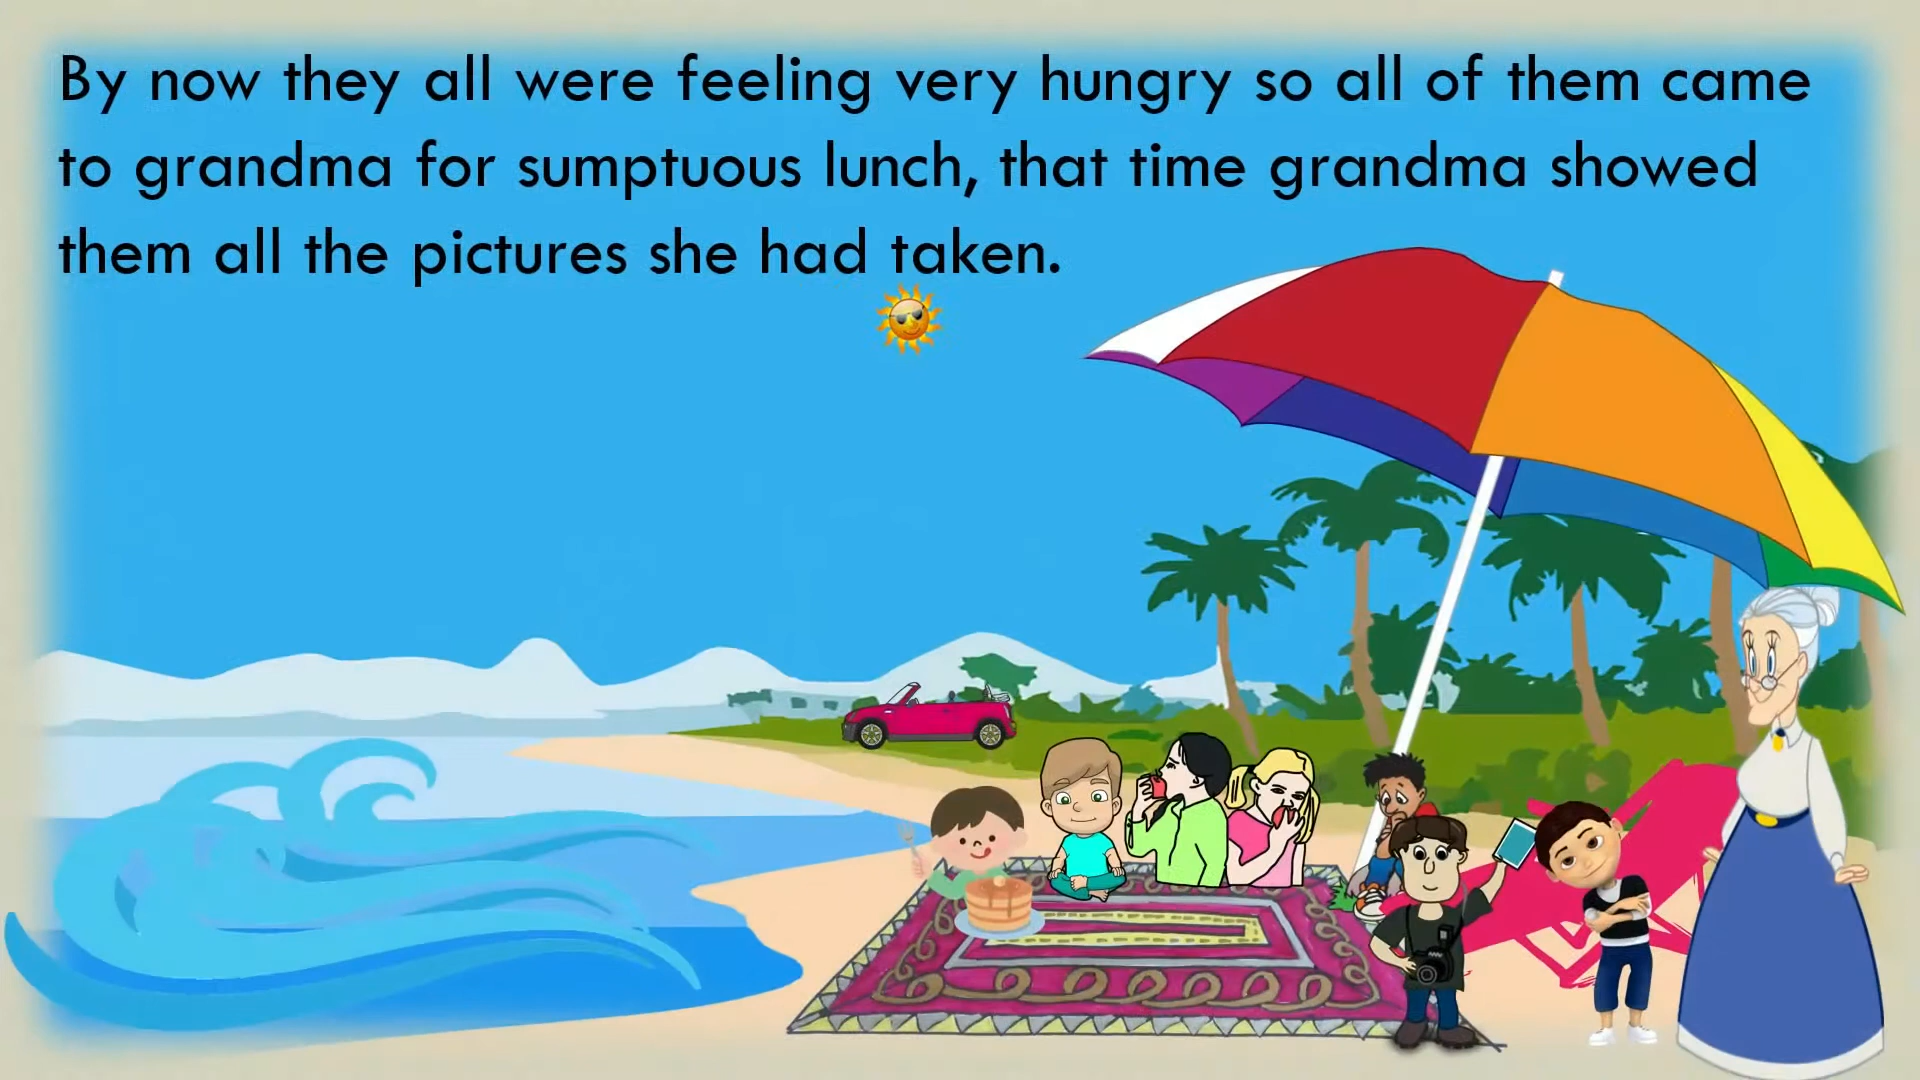 By now they all were feeling very hungry so all of them came
to grandma for sumptuous lunch, that time grandma showed
them all the pictures she had taken.